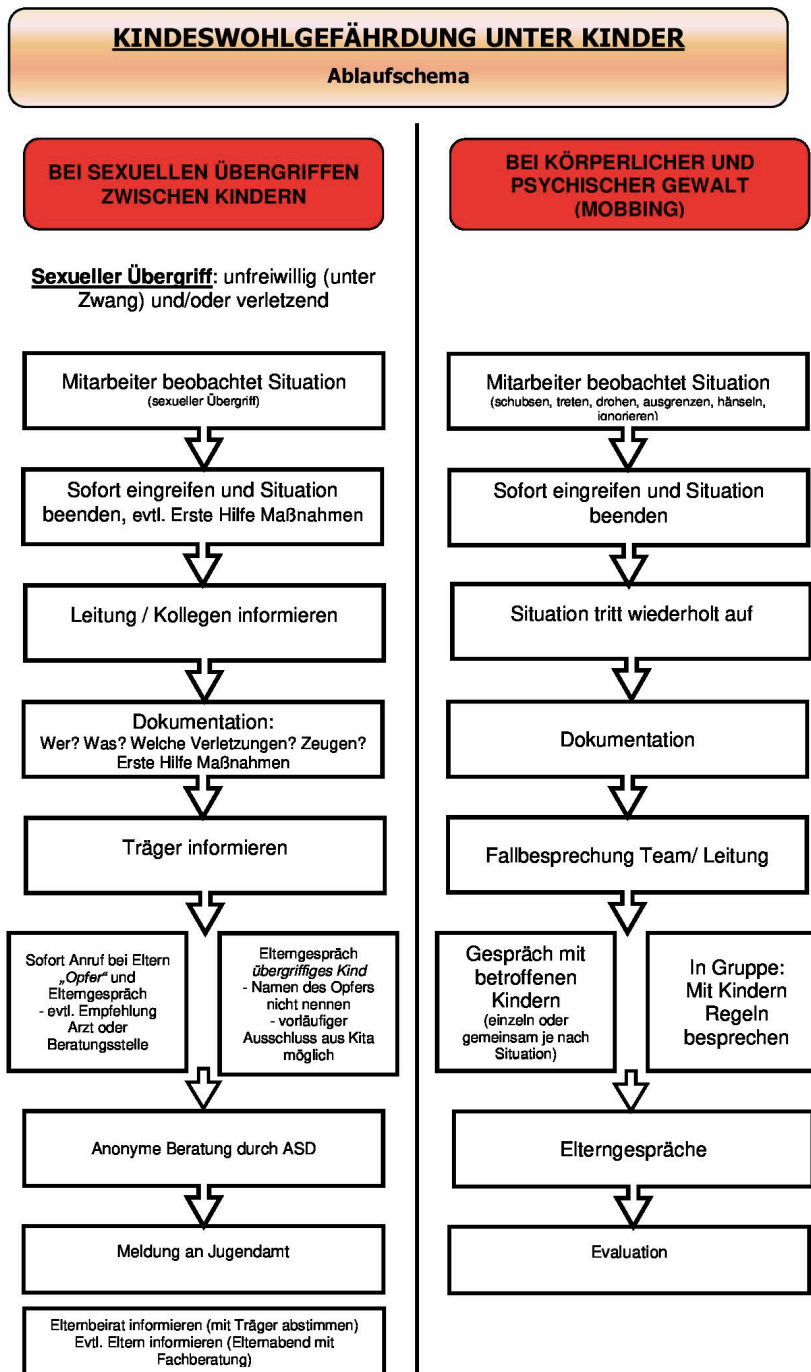 KINDESWOHLGEFÄHRDUNG UNTER KINDER
Ablaufschema
BEI SEXUELLEN ÜBERGRIFFEN
ZWISCHEN KINDERN
Sexueller Übergriff: unfreiwillig (unter
Zwang) und/oder verletzend
Mitarbeiter beobachtet Situation
(sexueller Übergriff)
Sofort eingreifen und Situation
beenden, evtl. Erste Hilfe Maßnahmen
Leitung / Kollegen informieren
Dokumentation:
Wer? Was? Welche Verletzungen? Zeugen?
Erste Hilfe Maßnahmen
Träger informieren
Sofort Anruf bei Eltern
„Opfer“ und
Elterngespräch
- evtl. Empfehlung
Arzt oder
Beratungsstelle
Elterngespräch
übergriffiges Kind
- Namen des Opfers
nicht nennen
- vorläufiger
Ausschluss aus Kita
möglich
Anonyme Beratung durch ASD
Meldung an Jugendamt
Elternbeirat informieren (mit Träger abstimmen)
Evtl. Eltern informieren (Elternabend mit
Fachberatung)
BEI KÖRPERLICHER UND
PSYCHISCHER GEWALT
(MOBBING)
Mitarbeiter beobachtet Situation
(schubsen, treten, drohen, ausgrenzen, hänseln,
ignorieren)
Sofort eingreifen und Situation
beenden
Situation tritt wiederholt auf
Dokumentation
Fallbesprechung Team/ Leitung
Gespräch mit
betroffenen
Kindern
(einzeln oder
gemeinsam je nach
Situation)
In Gruppe:
Mit Kindern
Regeln
besprechen
Elterngespräche
Evaluation